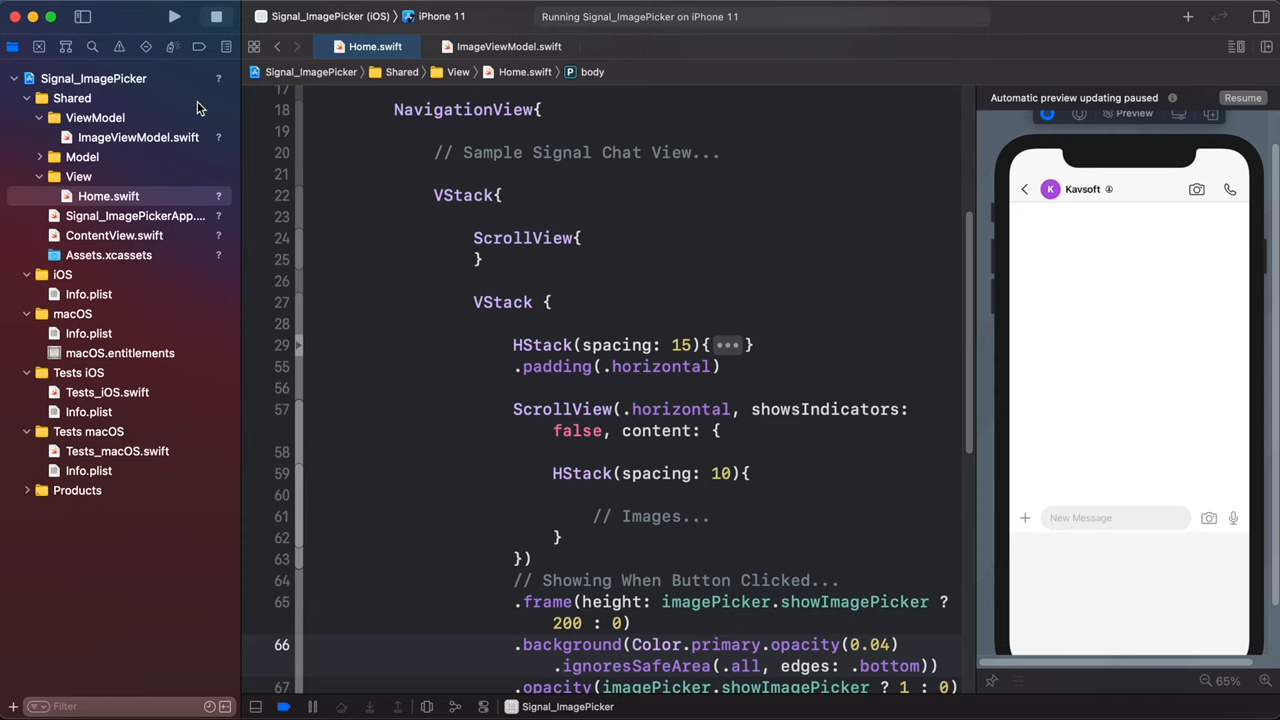 Signal_ImagePicker (iOS) iPhone 11
Running Signal_ImagePicker on iPhone 11
Home.swift
ImageViewModel.swift
Signal_ImagePicker ?
Shared
ViewModel
ImageViewModel.swift ?
Model
View
Home.swift ?
Signal_ImagePickerApp.... ?
ContentView.swift ?
Assets.xcassets ?
iOS
Info.plist
macOS
Info.plist
macOS.entitlements
Tests iOS
Tests_iOS.swift
Info.plist
Tests macOS
Tests_macOS.swift
Info.plist
Products
Filter
Signal_ImagePicker Shared View Home.swift P body
17
18 NavigationView{
19
20 // Sample Signal Chat View...
21
22 VStack{
23
24 ScrollView{
25 }
26
27 VStack {
28
29 HStack(spacing: 15){ ••• }
55 .padding(.horizontal)
56
57 ScrollView(.horizontal, showsIndicators:
false, content: {
58
59 HStack(spacing: 10){
60
61 // Images...
62 }
63 })
64 // Showing When Button Clicked...
65 .frame(height: imagePicker.showImagePicker ?
200 : 0)
66 .background(Color.primary.opacity(0.04)
.ignoresSafeArea(.all, edges: .bottom))
67 .opacity(imagePicker.showImagePicker ? 1 : 0)
Signal_ImagePicker
Automatic preview updating paused
Resume
Preview
K Kavsoft
New Message
65%